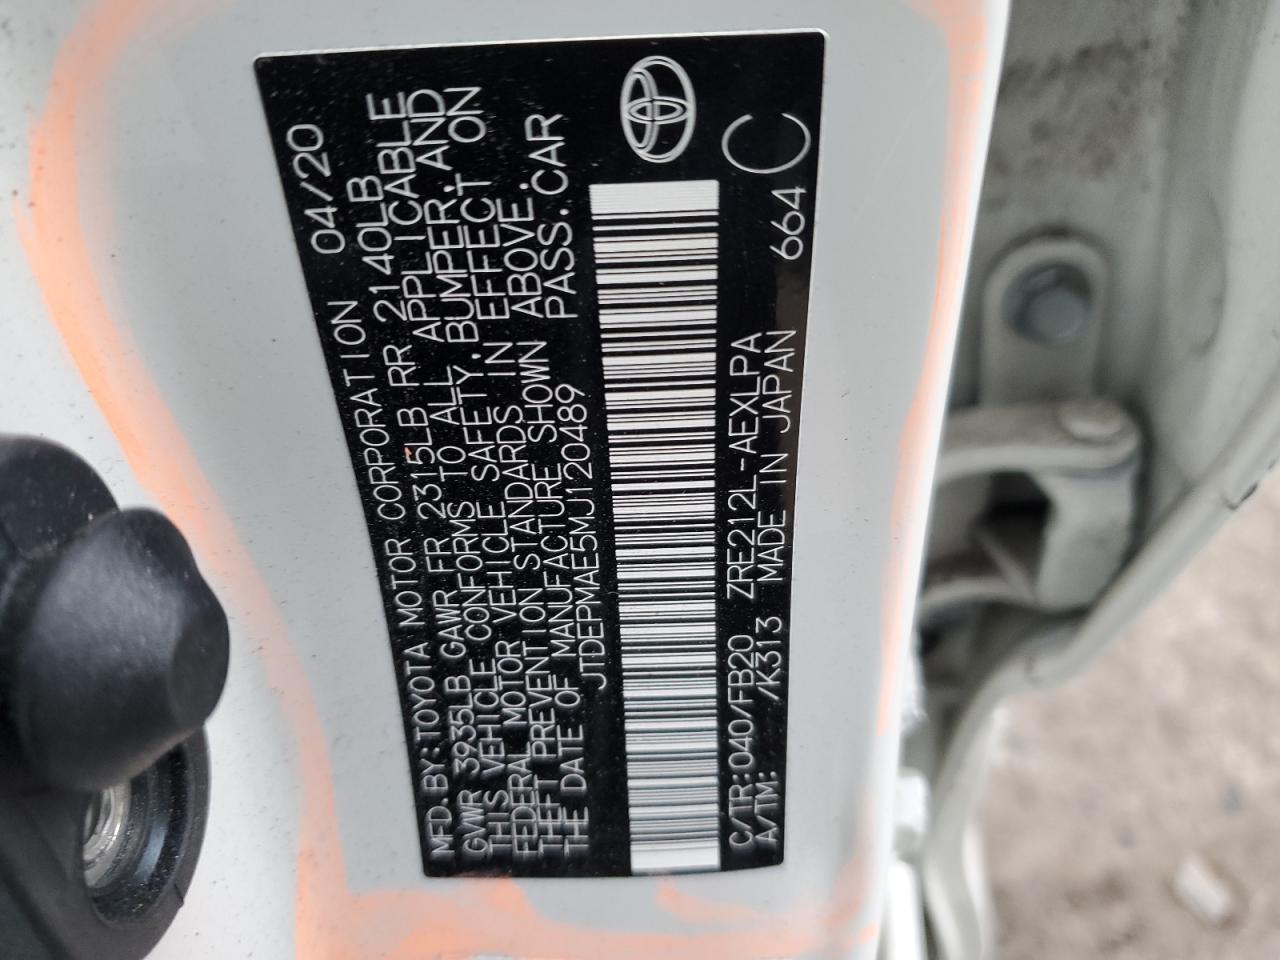 MFD. BY: TOYOTA MOTOR CORPORATION 04/20
GVWR 3935LB GAWR FR 2315LB RR 2140LB
THIS VEHICLE CONFORMS TO ALL APPLICABLE
FEDERAL MOTOR VEHICLE SAFETY, BUMPER, AND
THEFT PREVENTION STANDARDS IN EFFECT ON
THE DATE OF MANUFACTURE SHOWN ABOVE.
JTDEPMAE5MJ120489 PASS. CAR
C/TR: 040/FB20 ZRE212L-AEXLPA C
A/TM: /K313 MADE IN JAPAN 664